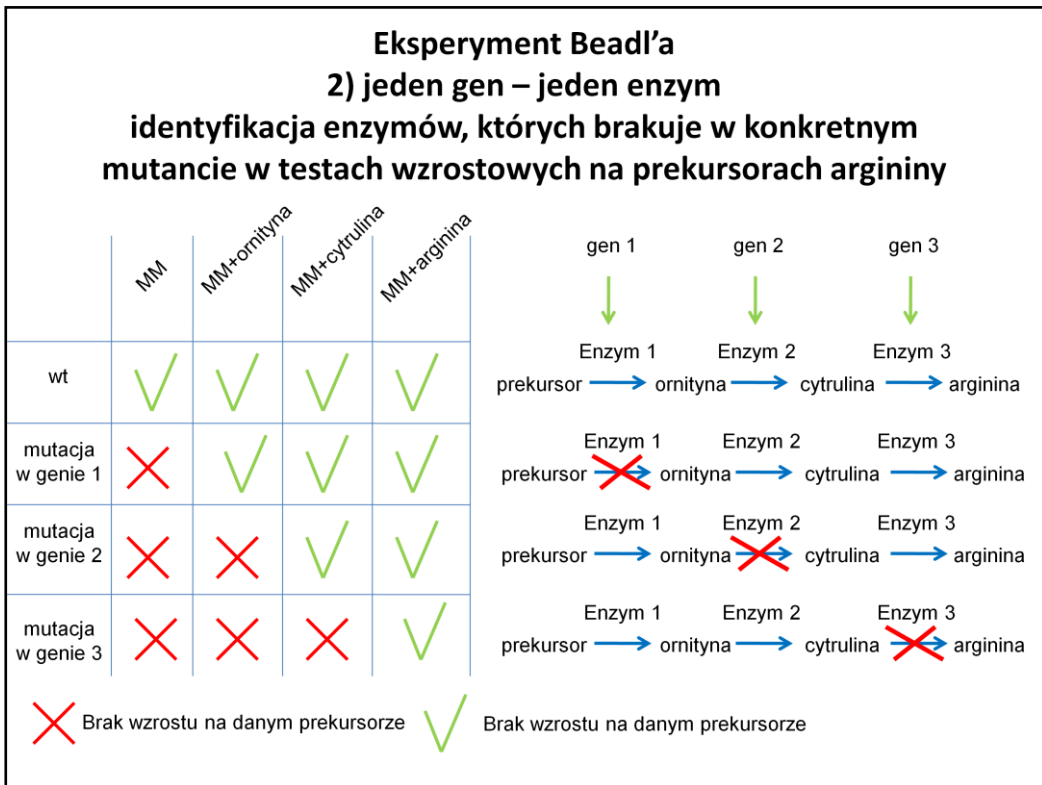 Eksperyment Beadl’a
2) jeden gen – jeden enzym
identyfikacja enzymów, których brakuje w konkretnym
mutancie w testach wzrostowych na prekursorach argininy
MM
MM+ornityna
MM+cytrulina
MM+arginina
wt
mutacja
w genie 1
mutacja
w genie 2
mutacja
w genie 3
gen 1 gen 2 gen 3
Enzym 1 Enzym 2 Enzym 3
prekursor ornityna cytrulina arginina
Enzym 1 Enzym 2 Enzym 3
prekursor ornityna cytrulina arginina
Enzym 1 Enzym 2 Enzym 3
prekursor ornityna cytrulina arginina
Enzym 1 Enzym 2 Enzym 3
prekursor ornityna cytrulina arginina
Brak wzrostu na danym prekursorze
Brak wzrostu na danym prekursorze